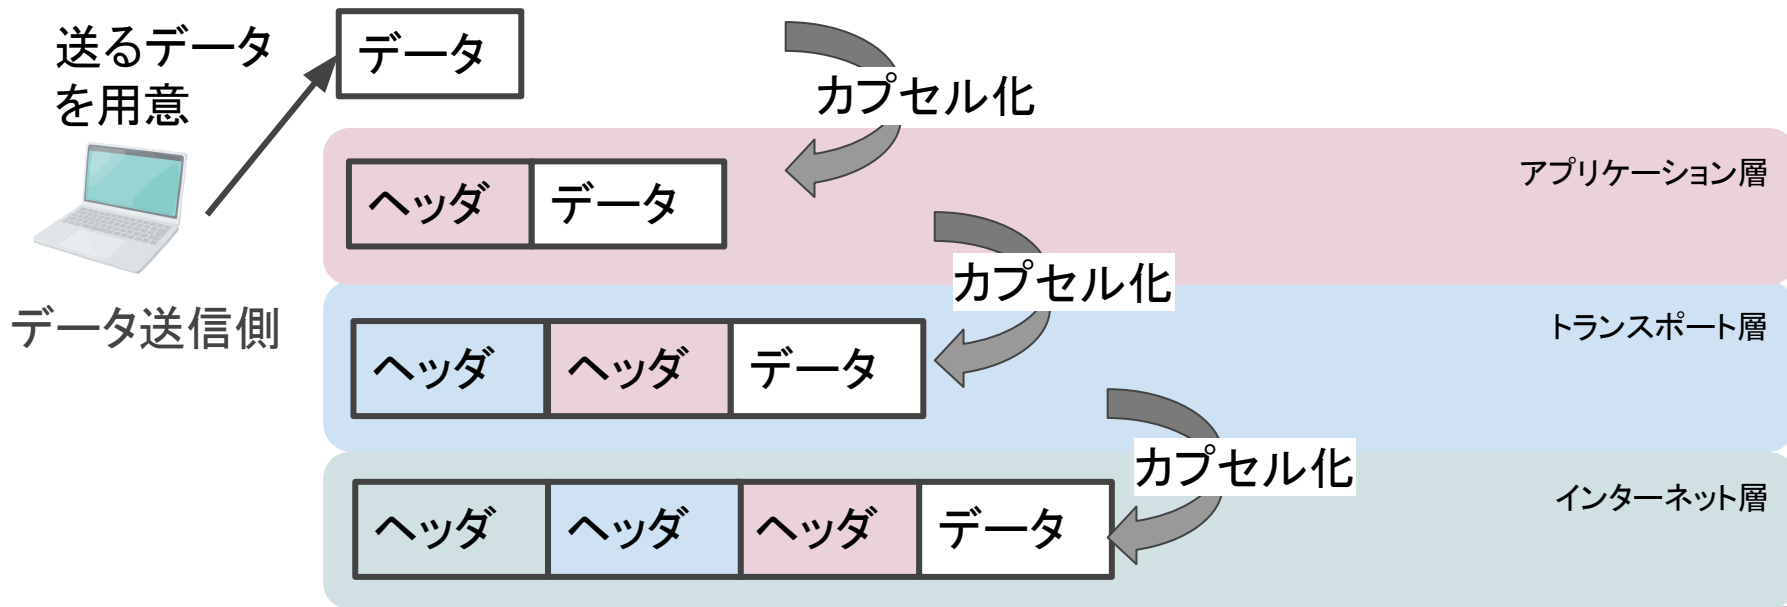 送るデータ
を用意
データ
カプセル化
アプリケーション層
ヘッダ データ
カプセル化
データ送信側
トランスポート層
ヘッダ ヘッダ データ
カプセル化
インターネット層
ヘッダ ヘッダ ヘッダ データ